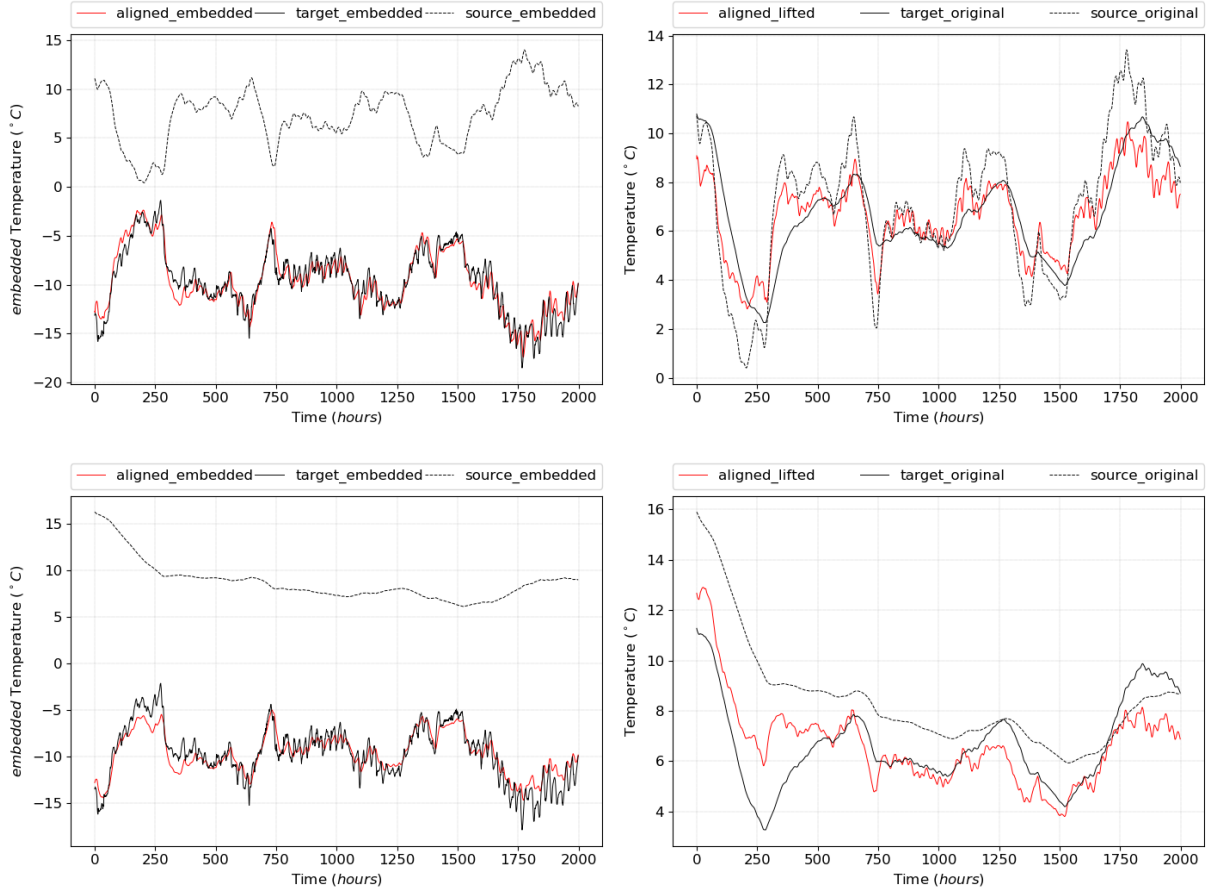 aligned_embedded target_embedded source_embedded
embedded Temperature (°C)
15
10
5
0
−5
−10
−15
−20
0 250 500 750 1000 1250 1500 1750 2000
Time (hours)
aligned_lifted target_original source_original
Temperature (°C)
14
12
10
8
6
4
2
0
0 250 500 750 1000 1250 1500 1750 2000
Time (hours)
aligned_embedded target_embedded source_embedded
embedded Temperature (°C)
15
10
5
0
−5
−10
−15
0 250 500 750 1000 1250 1500 1750 2000
Time (hours)
aligned_lifted target_original source_original
Temperature (°C)
16
14
12
10
8
6
4
0 250 500 750 1000 1250 1500 1750 2000
Time (hours)